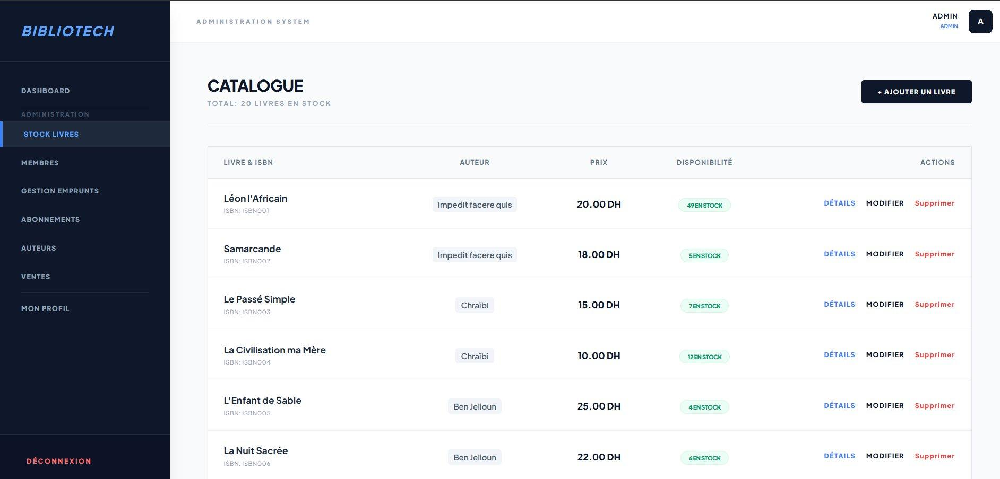 BIBLIOTECH
ADMINISTRATION SYSTEM
ADMIN
ADMIN
A
DASHBOARD
ADMINISTRATION
STOCK LIVRES
MEMBRES
GESTION EMPRUNTS
ABONNEMENTS
AUTEURS
VENTES
MON PROFIL
DÉCONNEXION
CATALOGUE
TOTAL: 20 LIVRES EN STOCK
+ AJOUTER UN LIVRE
LIVRE & ISBN AUTEUR PRIX DISPONIBILITÉ ACTIONS
Léon l'Africain
ISBN: ISBN001
Impedit facere quis 20.00 DH 49 EN STOCK DÉTAILS MODIFIER Supprimer
Samarcande
ISBN: ISBN002
Impedit facere quis 18.00 DH 5 EN STOCK DÉTAILS MODIFIER Supprimer
Le Passé Simple
ISBN: ISBN003
Chraïbi 15.00 DH 7 EN STOCK DÉTAILS MODIFIER Supprimer
La Civilisation ma Mère
ISBN: ISBN004
Chraïbi 10.00 DH 12 EN STOCK DÉTAILS MODIFIER Supprimer
L'Enfant de Sable
ISBN: ISBN005
Ben Jelloun 25.00 DH 4 EN STOCK DÉTAILS MODIFIER Supprimer
La Nuit Sacrée
ISBN: ISBN006
Ben Jelloun 22.00 DH 6 EN STOCK DÉTAILS MODIFIER Supprimer